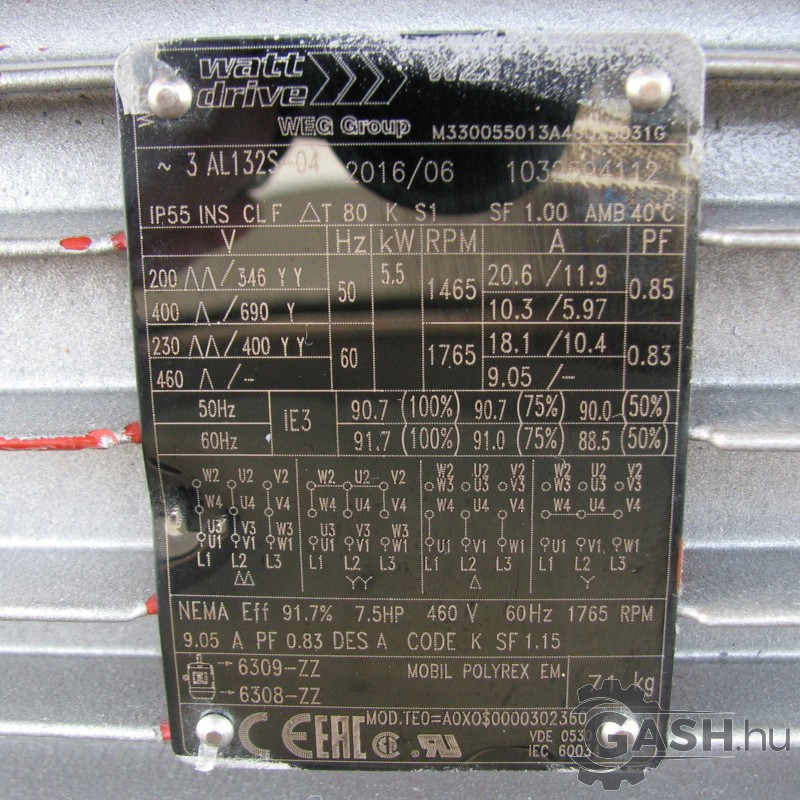 watt
drive
WEG Group
~ 3 AL132S-04 2016/06
IP55 INS CL F △T 80 K S1 SF 1.00 AMB 40°C
V Hz kW RPM A PF
200 △△/346 YY 50 5.5 1465 20.6 /11.9 0.85
400 △/690 Y 10.3 /5.97
230 △△/400 YY 60 1765 18.1 /10.4 0.83
460 △/- 9.05 /-
50Hz iE3 90.7 (100%) 90.7 (75%) 90.0 (50%)
60Hz 91.7 (100%) 91.0 (75%) 88.5 (50%)
W2 U2 V2 W2 U2 V2 W2 U2 V2 W2 U2 V2
W3 U3 V3 W3 U3 V3
W4 U4 V4 W4 U4 V4 W4 U4 V4 W4 U4 V4
U3 V3 W3 U3 V3 W3
U1 V1 W1 U1 V1 W1 U1 V1 W1 U1 V1 W1
L1 L2 L3 L1 L2 L3 L1 L2 L3 L1 L2 L3
△△ YY △ Y
NEMA Eff 91.7% 7.5HP 460 V 60Hz 1765 RPM
9.05 A PF 0.83 DES A CODE K SF 1.15
6309-ZZ MOBIL POLYREX EM. 71 kg
6308-ZZ
MOD.TE0=A0X0$0000302360
CE EAC VDE 0530
IEC
GASH.hu